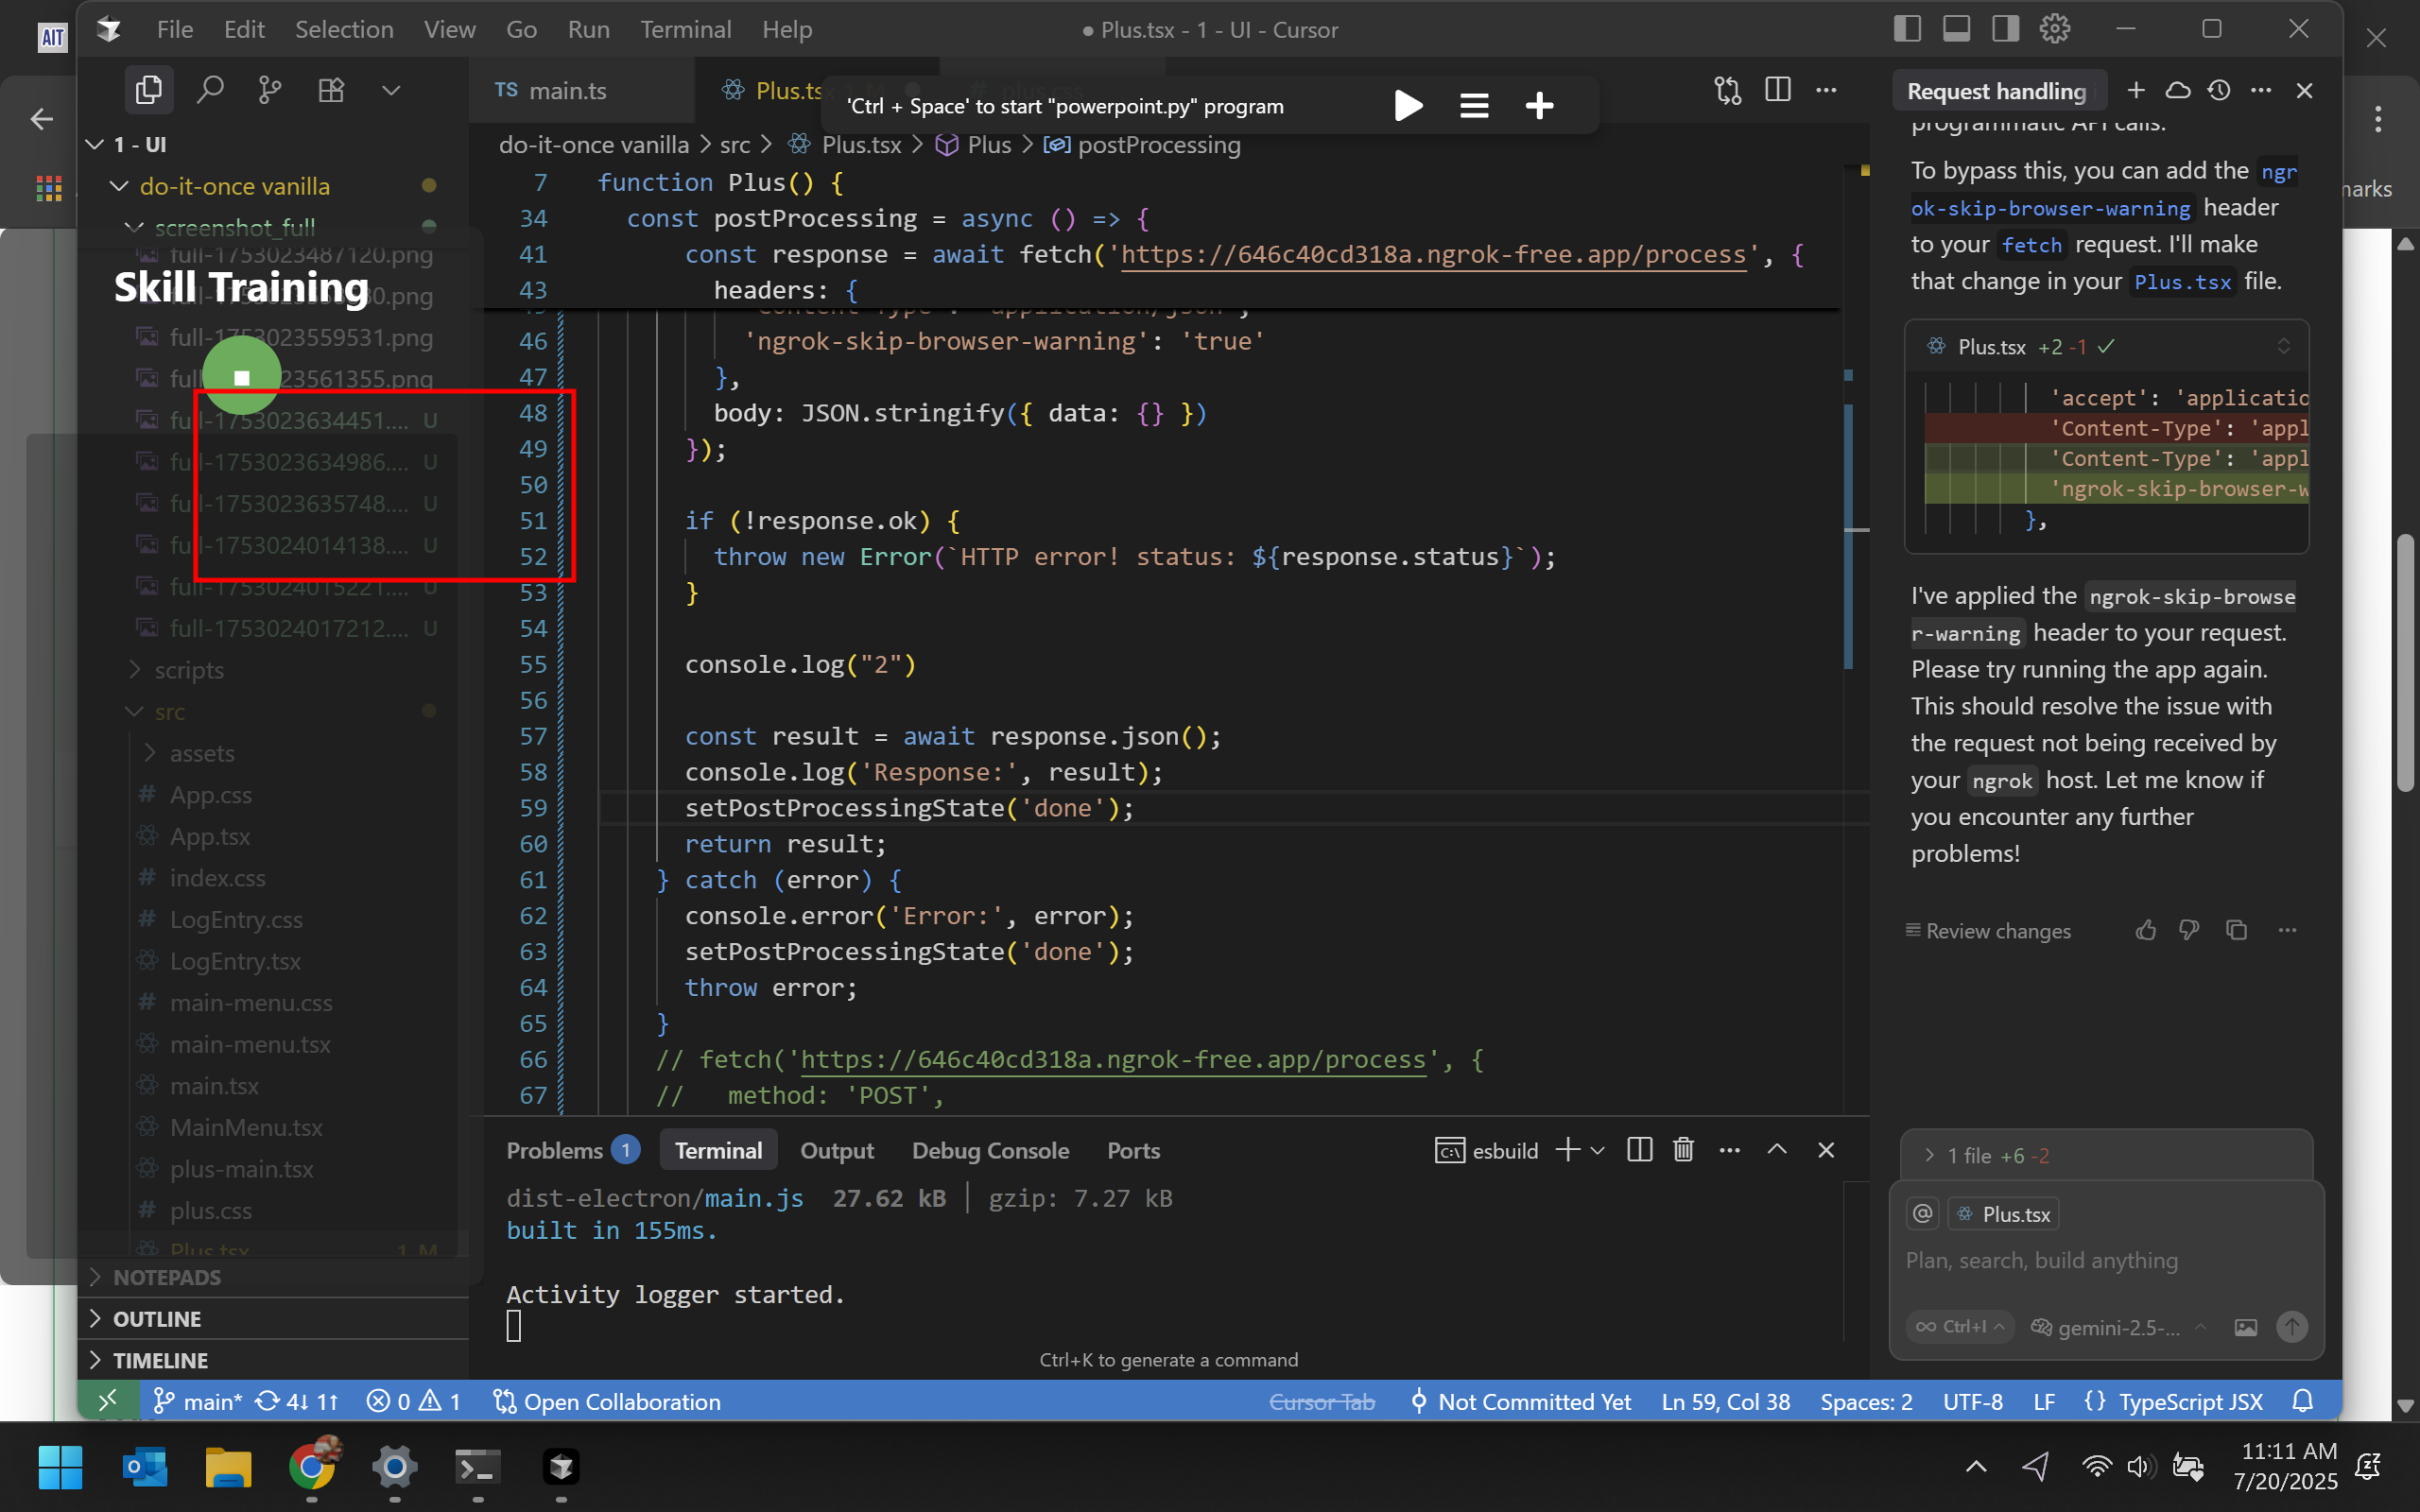 AIT
File Edit Selection View Go Run Terminal Help
● Plus.tsx - 1 - UI - Cursor
TS main.ts
Plus.tsx
'Ctrl + Space' to start "powerpoint.py" program
Request handling
1 - UI
do-it-once vanilla
screenshot_full
full-1753023487120.png
Skill Training
full-1753023559531.png
full-1753023561355.png
full-1753023634451.... U
full-1753023634986.... U
full-1753023635748.... U
full-1753024014138.... U
full-1753024015221.... U
full-1753024017212.... U
scripts
src
assets
# App.css
App.tsx
# index.css
# LogEntry.css
LogEntry.tsx
# main-menu.css
main-menu.tsx
main.tsx
MainMenu.tsx
plus-main.tsx
# plus.css
Plus.tsx 1, M
NOTEPADS
OUTLINE
TIMELINE
do-it-once vanilla > src > Plus.tsx > Plus > postProcessing
7 function Plus() {
34 const postProcessing = async () => {
41 const response = await fetch('https://646c40cd318a.ngrok-free.app/process', {
43 headers: {
46 'ngrok-skip-browser-warning': 'true'
47 },
48 body: JSON.stringify({ data: {} })
49 });
50
51 if (!response.ok) {
52 throw new Error(`HTTP error! status: ${response.status}`);
53 }
54
55 console.log("2")
56
57 const result = await response.json();
58 console.log('Response:', result);
59 setPostProcessingState('done');
60 return result;
61 } catch (error) {
62 console.error('Error:', error);
63 setPostProcessingState('done');
64 throw error;
65 }
66 // fetch('https://646c40cd318a.ngrok-free.app/process', {
67 // method: 'POST',
Problems 1 Terminal Output Debug Console Ports
esbuild
dist-electron/main.js 27.62 kB │ gzip: 7.27 kB
built in 155ms.
Activity logger started.
Ctrl+K to generate a command
programmatic API calls.
To bypass this, you can add the ngr
ok-skip-browser-warning header
to your fetch request. I'll make
that change in your Plus.tsx file.
Plus.tsx +2 -1
'accept': 'applicatio
'Content-Type': 'appl
'Content-Type': 'appl
'ngrok-skip-browser-w
},
I've applied the ngrok-skip-browse
r-warning header to your request.
Please try running the app again.
This should resolve the issue with
the request not being received by
your ngrok host. Let me know if
you encounter any further
problems!
Review changes
1 file +6 -2
@ Plus.tsx
Plan, search, build anything
∞ Ctrl+I gemini-2.5-...
main* 4↓ 1↑ 0 1 Open Collaboration
Cursor Tab Not Committed Yet Ln 59, Col 38 Spaces: 2 UTF-8 LF {} TypeScript JSX
11:11 AM
7/20/2025